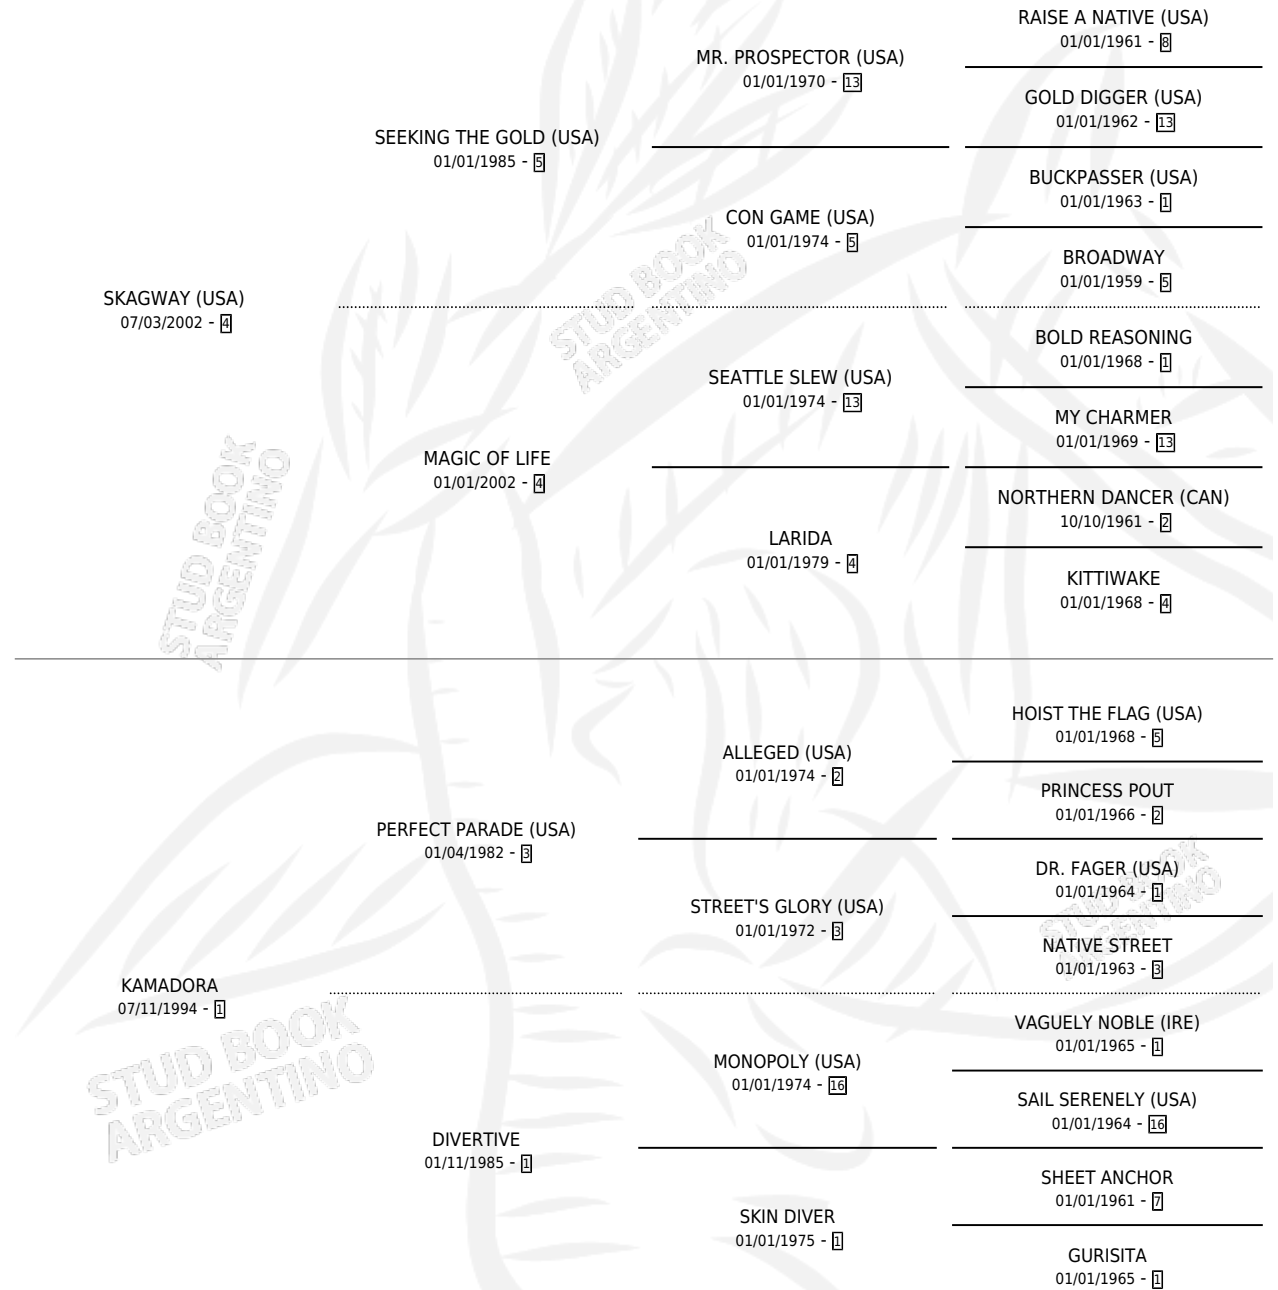 RAISE A NATIVE (USA)
01/01/1961 - 8
MR. PROSPECTOR (USA)
01/01/1970 - 13
GOLD DIGGER (USA)
01/01/1962 - 13
SEEKING THE GOLD (USA)
01/01/1985 - 5
BUCKPASSER (USA)
01/01/1963 - 1
CON GAME (USA)
01/01/1974 - 5
BROADWAY
01/01/1959 - 5
SKAGWAY (USA)
07/03/2002 - 4
STUD BOOK
ARGENTINO
BOLD REASONING
01/01/1968 - 1
SEATTLE SLEW (USA)
01/01/1974 - 13
MY CHARMER
01/01/1969 - 13
MAGIC OF LIFE
01/01/2002 - 4
NORTHERN DANCER (CAN)
10/10/1961 - 2
LARIDA
01/01/1979 - 4
KITTIWAKE
01/01/1968 - 4
STUD BOOK
ARGENTINO
HOIST THE FLAG (USA)
01/01/1968 - 5
ALLEGED (USA)
01/01/1974 - 2
PRINCESS POUT
01/01/1966 - 2
PERFECT PARADE (USA)
01/04/1982 - 3
DR. FAGER (USA)
01/01/1964 - 1
STREET'S GLORY (USA)
01/01/1972 - 3
STUD BOOK
ARGENTINO
NATIVE STREET
01/01/1963 - 3
KAMADORA
07/11/1994 - 1
VAGUELY NOBLE (IRE)
01/01/1965 - 1
MONOPOLY (USA)
01/01/1974 - 16
STUD BOOK
ARGENTINO
SAIL SERENELY (USA)
01/01/1964 - 16
DIVERTIVE
01/11/1985 - 1
SHEET ANCHOR
01/01/1961 - 7
SKIN DIVER
01/01/1975 - 1
GURISITA
01/01/1965 - 1